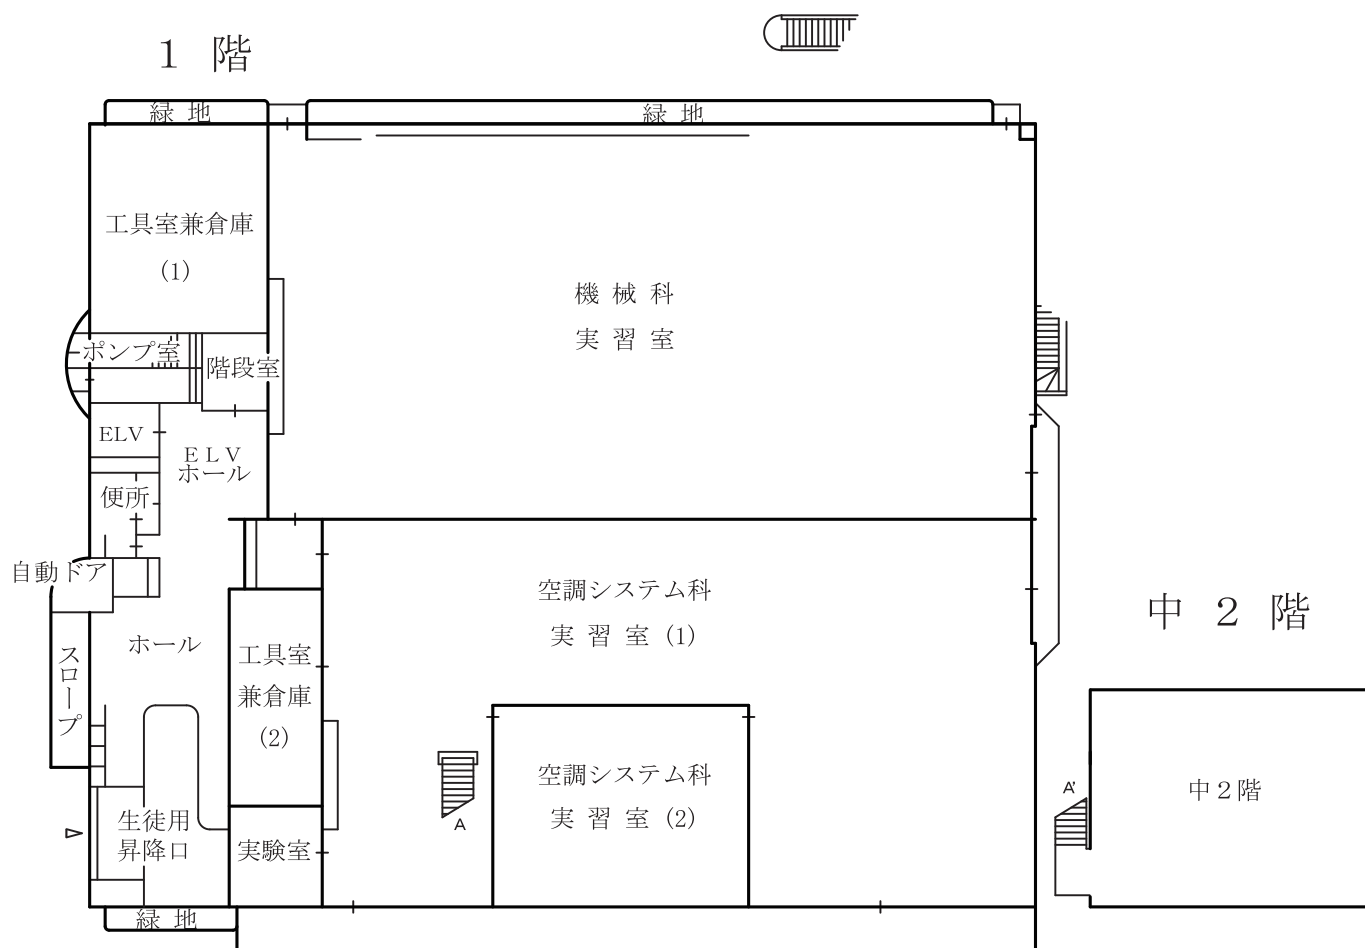 1 階
緑 地
緑 地
工具室兼倉庫
(1)
機 械 科
実 習 室
ポンプ室
階段室
ELV
ＥＬＶ
ホール
便所
自動ドア
空調システム科
実 習 室 (1)
中 2 階
ホール
スロープ
工具室
兼倉庫
(2)
空調システム科
実 習 室 (2)
A
A'
中２階
生徒用
昇降口
実験室
緑 地